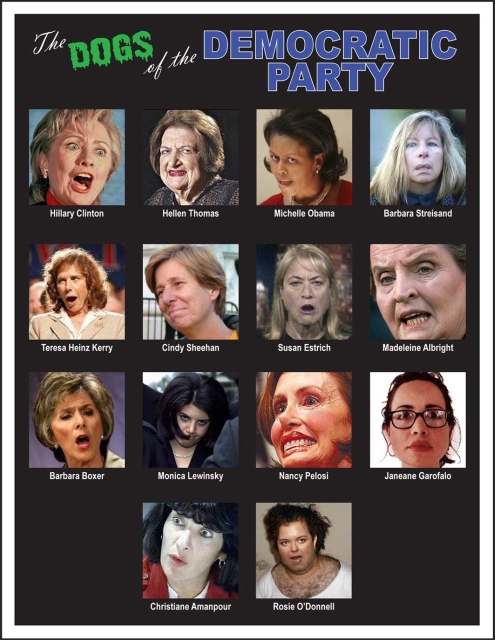 The DOGS of the DEMOCRATIC
PARTY
Hillary Clinton
Hellen Thomas
Michelle Obama
Barbara Streisand
Teresa Heinz Kerry
Cindy Sheehan
Susan Estrich
Madeleine Albright
Barbara Boxer
Monica Lewinsky
Nancy Pelosi
Janeane Garofalo
Christiane Amanpour
Rosie O'Donnell